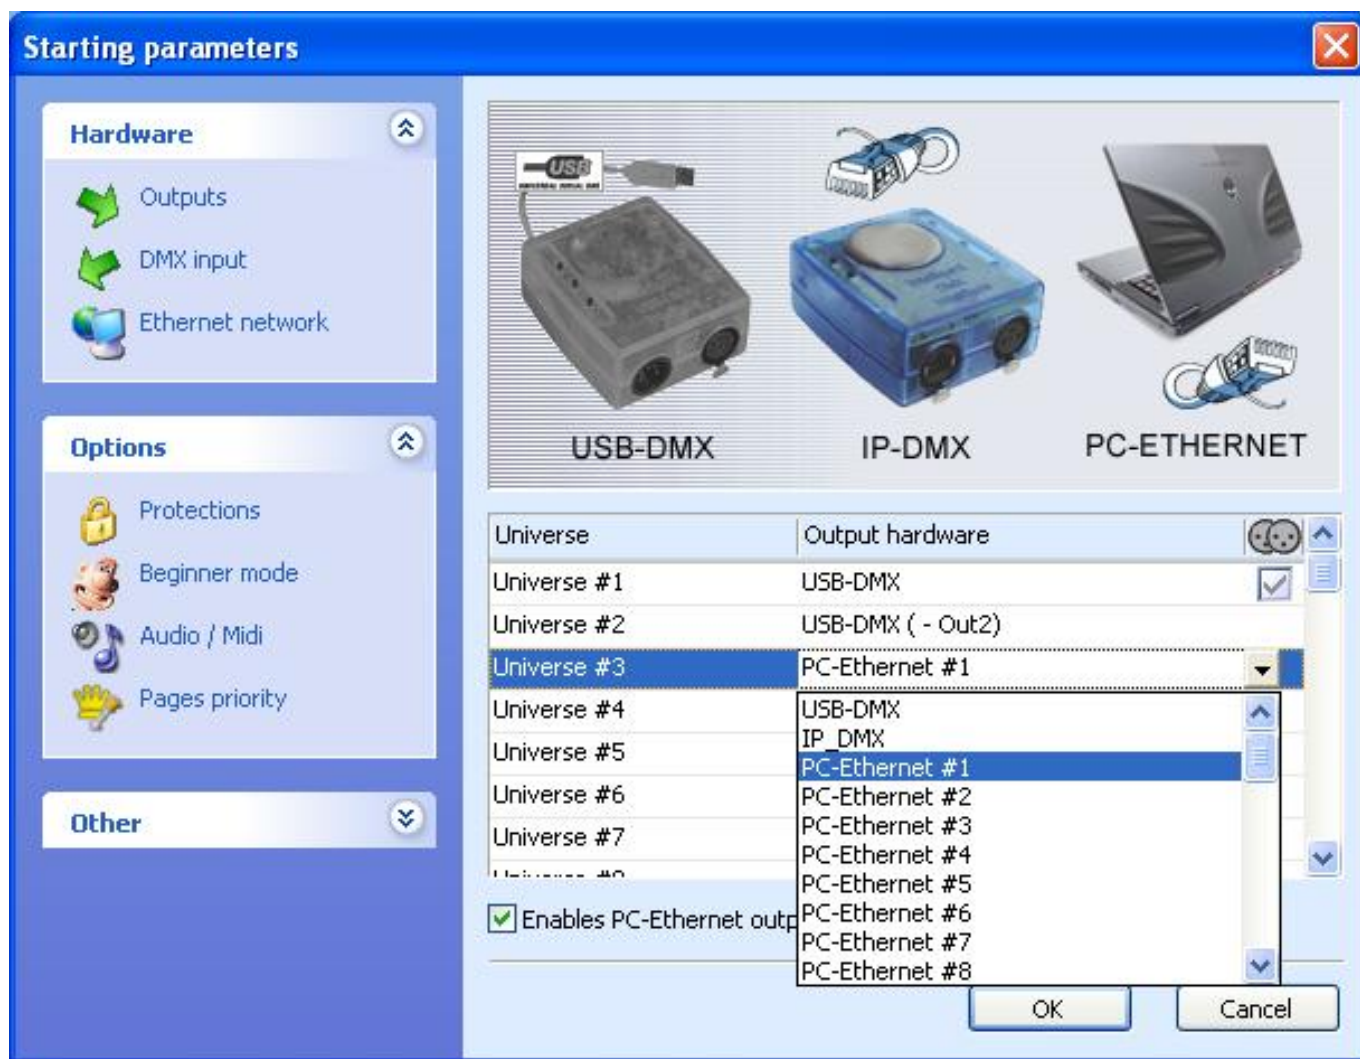 Starting parameters
Hardware
Outputs
DMX input
Ethernet network
Options
Protections
Beginner mode
Audio / Midi
Pages priority
Other
USB
USB-DMX
IP-DMX
PC-ETHERNET
Universe Output hardware
Universe #1 USB-DMX
Universe #2 USB-DMX ( - Out2)
Universe #3 PC-Ethernet #1
Universe #4
Universe #5
Universe #6
Universe #7
USB-DMX
IP_DMX
PC-Ethernet #1
PC-Ethernet #2
PC-Ethernet #3
PC-Ethernet #4
PC-Ethernet #5
PC-Ethernet #6
PC-Ethernet #7
PC-Ethernet #8
Enables PC-Ethernet outp
OK Cancel